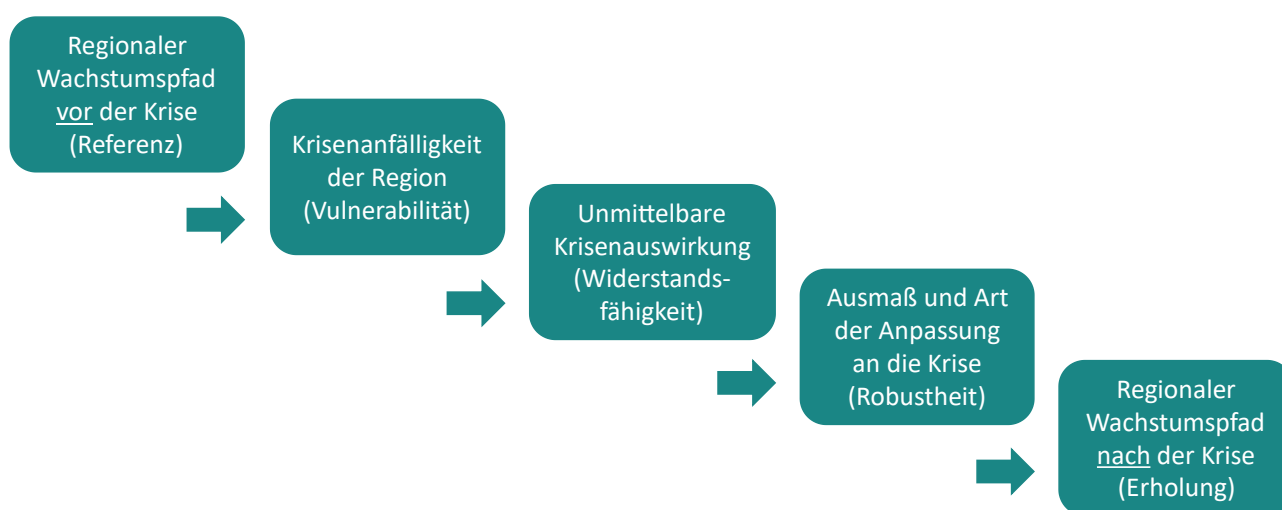 Regionaler
Wachstumspfad
vor der Krise
(Referenz)
Krisenanfälligkeit
der Region
(Vulnerabilität)
Unmittelbare
Krisenauswirkung
(Widerstands-
fähigkeit)
Ausmaß und Art
der Anpassung
an die Krise
(Robustheit)
Regionaler
Wachstumspfad
nach der Krise
(Erholung)